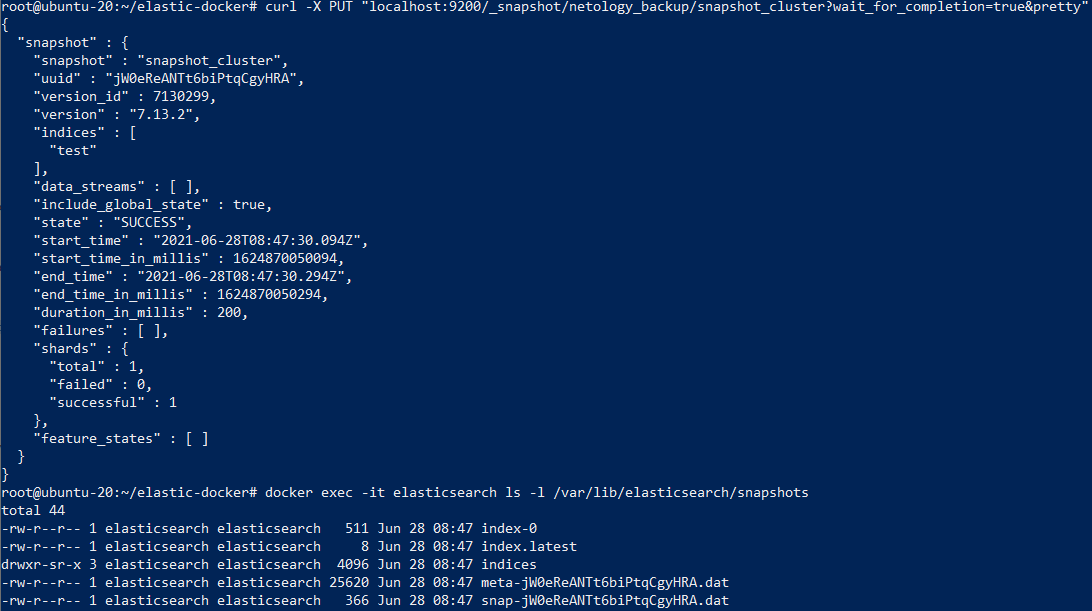 root@ubuntu-20:~/elastic-docker# curl -X PUT "localhost:9200/_snapshot/netology_backup/snapshot_cluster?wait_for_completion=true&pretty"
{
  "snapshot" : {
    "snapshot" : "snapshot_cluster",
    "uuid" : "jW0eReANTt6biPtqCgyHRA",
    "version_id" : 7130299,
    "version" : "7.13.2",
    "indices" : [
      "test"
    ],
    "data_streams" : [ ],
    "include_global_state" : true,
    "state" : "SUCCESS",
    "start_time" : "2021-06-28T08:47:30.094Z",
    "start_time_in_millis" : 1624870050094,
    "end_time" : "2021-06-28T08:47:30.294Z",
    "end_time_in_millis" : 1624870050294,
    "duration_in_millis" : 200,
    "failures" : [ ],
    "shards" : {
      "total" : 1,
      "failed" : 0,
      "successful" : 1
    },
    "feature_states" : [ ]
  }
}
root@ubuntu-20:~/elastic-docker# docker exec -it elasticsearch ls -l /var/lib/elasticsearch/snapshots
total 44
-rw-r--r-- 1 elasticsearch elasticsearch   511 Jun 28 08:47 index-0
-rw-r--r-- 1 elasticsearch elasticsearch     8 Jun 28 08:47 index.latest
drwxr-sr-x 3 elasticsearch elasticsearch  4096 Jun 28 08:47 indices
-rw-r--r-- 1 elasticsearch elasticsearch 25620 Jun 28 08:47 meta-jW0eReANTt6biPtqCgyHRA.dat
-rw-r--r-- 1 elasticsearch elasticsearch   366 Jun 28 08:47 snap-jW0eReANTt6biPtqCgyHRA.dat